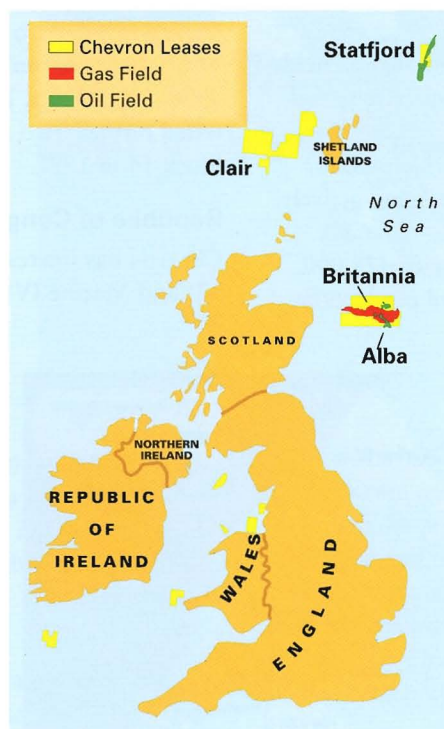 Chevron Leases
Gas Field
Oil Field
Statfjord
SHETLAND
ISLANDS
Clair
North
Sea
Britannia
Alba
SCOTLAND
NORTHERN
IRELAND
REPUBLIC
OF
IRELAND
WALES
ENGLAND